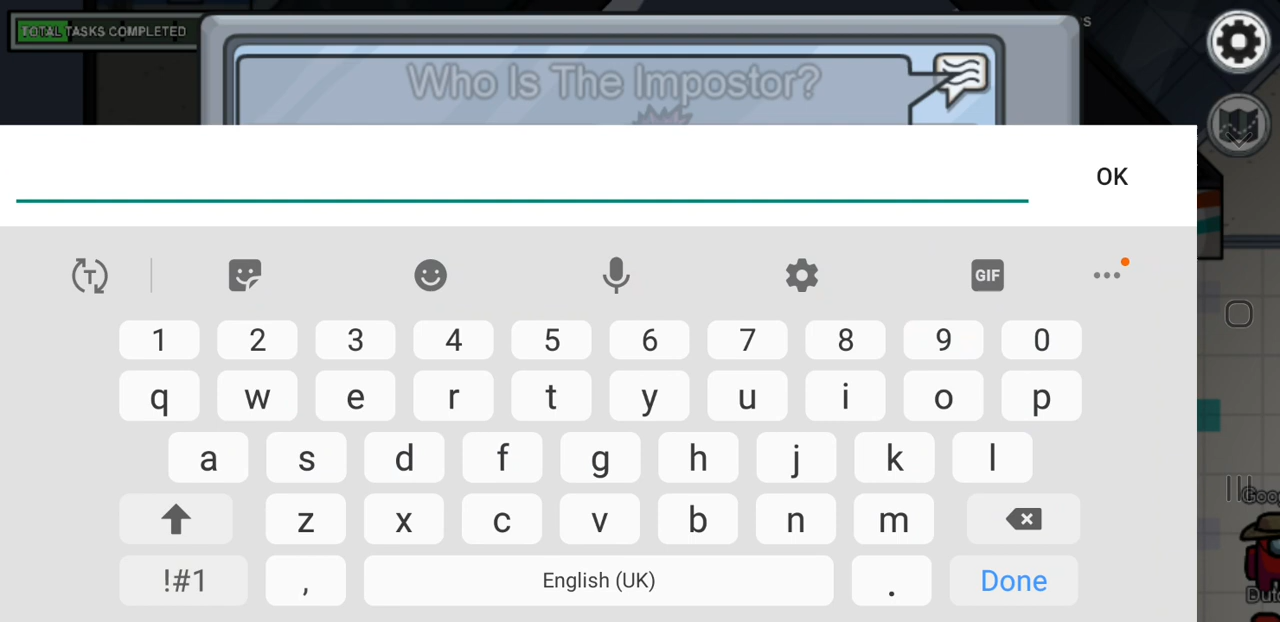 TOTAL TASKS COMPLETED
Who Is The Impostor?
OK
T
GIF
1 2 3 4 5 6 7 8 9 0
q w e r t y u i o p
a s d f g h j k l
z x c v b n m
!#1 , English (UK) . Done